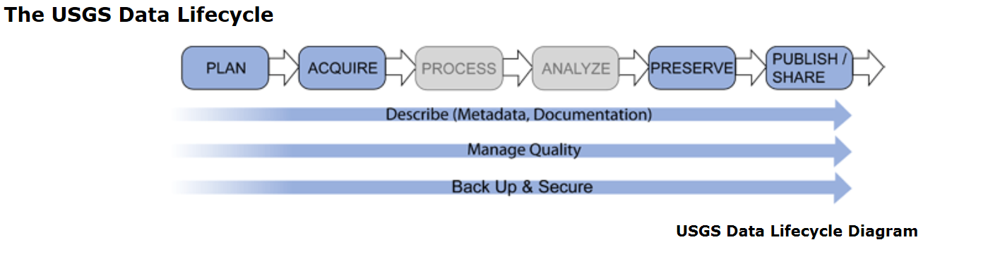 The USGS Data Lifecycle
PLAN
ACQUIRE
PROCESS
ANALYZE
PRESERVE
PUBLISH /
SHARE
Describe (Metadata, Documentation)
Manage Quality
Back Up & Secure
USGS Data Lifecycle Diagram